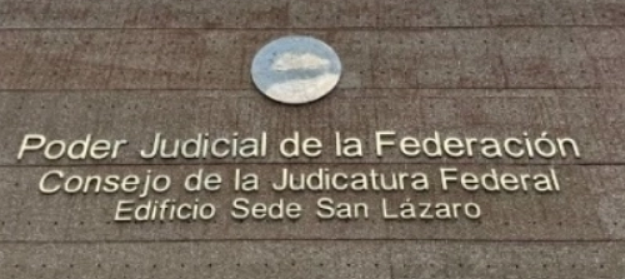 Poder Judicial de la Federación
Consejo de la Judicatura Federal
Edificio Sede San Lázaro